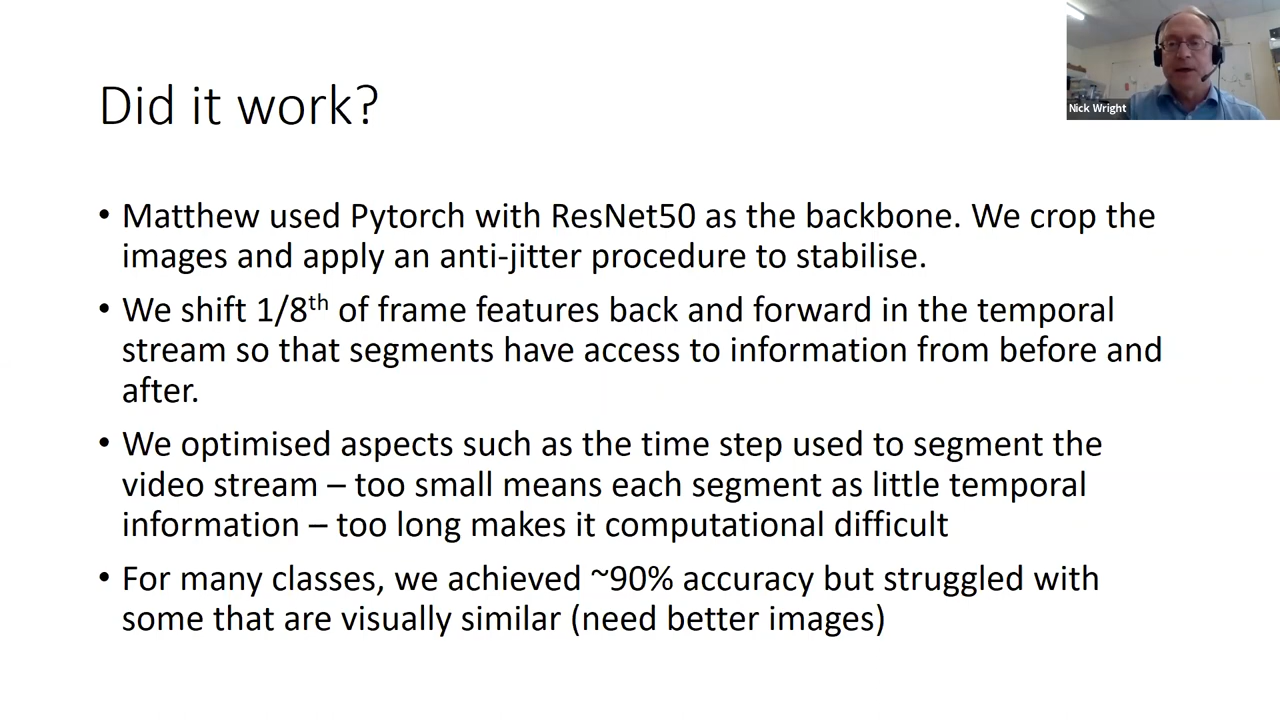 Nick Wright
Did it work?
• Matthew used Pytorch with ResNet50 as the backbone. We crop the
images and apply an anti-jitter procedure to stabilise.
• We shift 1/8th of frame features back and forward in the temporal
stream so that segments have access to information from before and
after.
• We optimised aspects such as the time step used to segment the
video stream – too small means each segment as little temporal
information – too long makes it computational difficult
• For many classes, we achieved ~90% accuracy but struggled with
some that are visually similar (need better images)